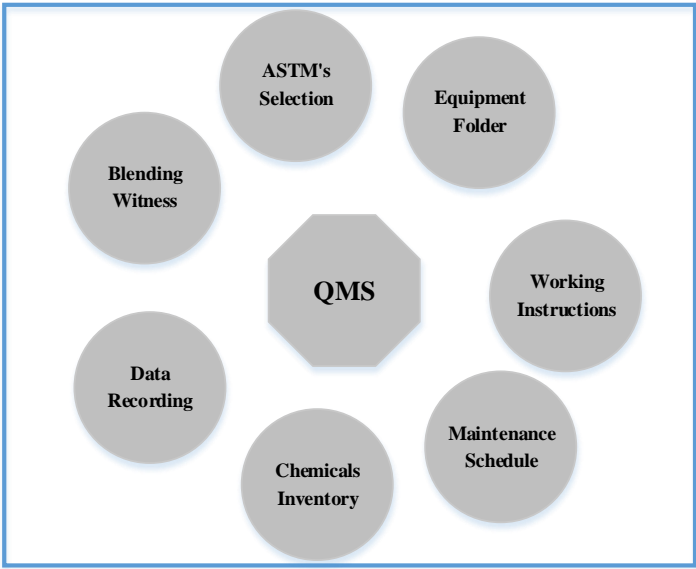 ASTM's
Selection
Equipment
Folder
Blending
Witness
QMS
Working
Instructions
Data
Recording
Maintenance
Schedule
Chemicals
Inventory